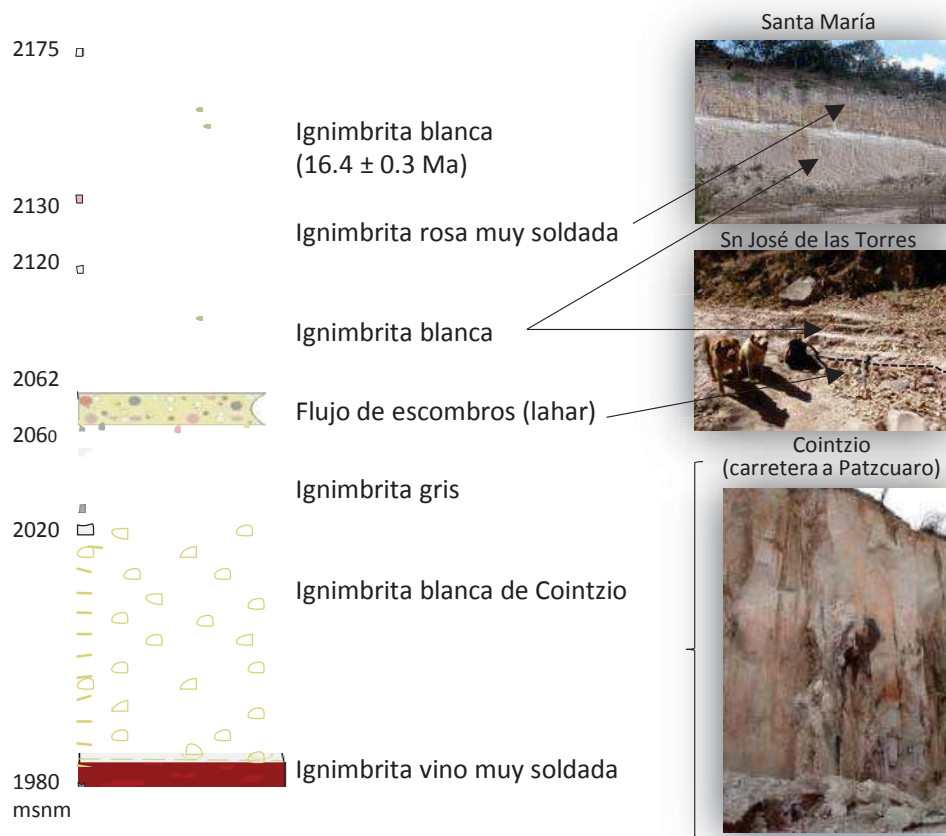 Santa María
2175
Ignimbrita blanca
(16.4 ± 0.3 Ma)
2130
Ignimbrita rosa muy soldada
Sn José de las Torres
2120
Ignimbrita blanca
2062
Flujo de escombros (lahar)
2060
Cointzio
(carretera a Patzcuaro)
Ignimbrita gris
2020
Ignimbrita blanca de Cointzio
Ignimbrita vino muy soldada
1980
msnm